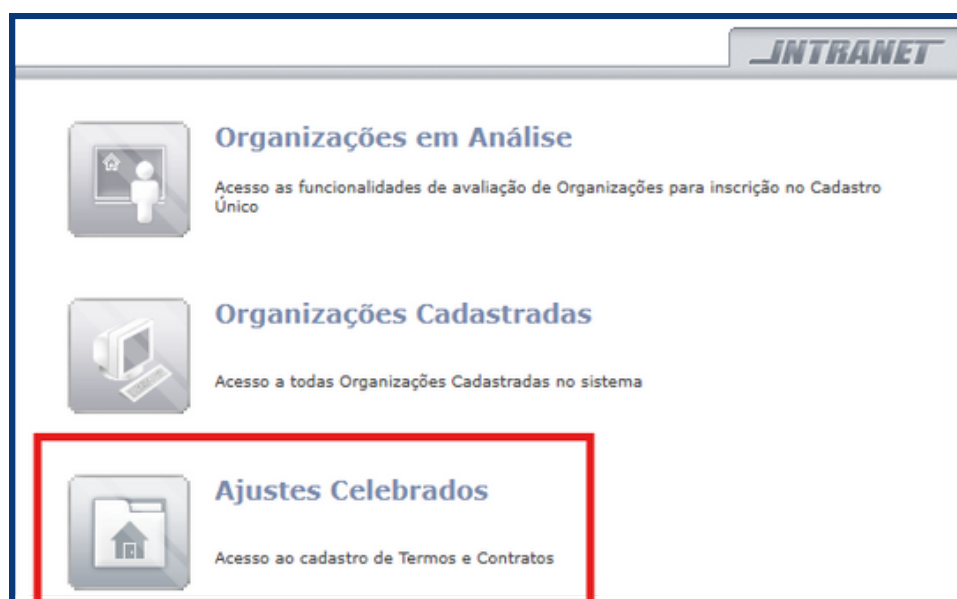 INTRANET
Organizações em Análise
Acesso as funcionalidades de avaliação de Organizações para inscrição no Cadastro
Único
Organizações Cadastradas
Acesso a todas Organizações Cadastradas no sistema
Ajustes Celebrados
Acesso ao cadastro de Termos e Contratos